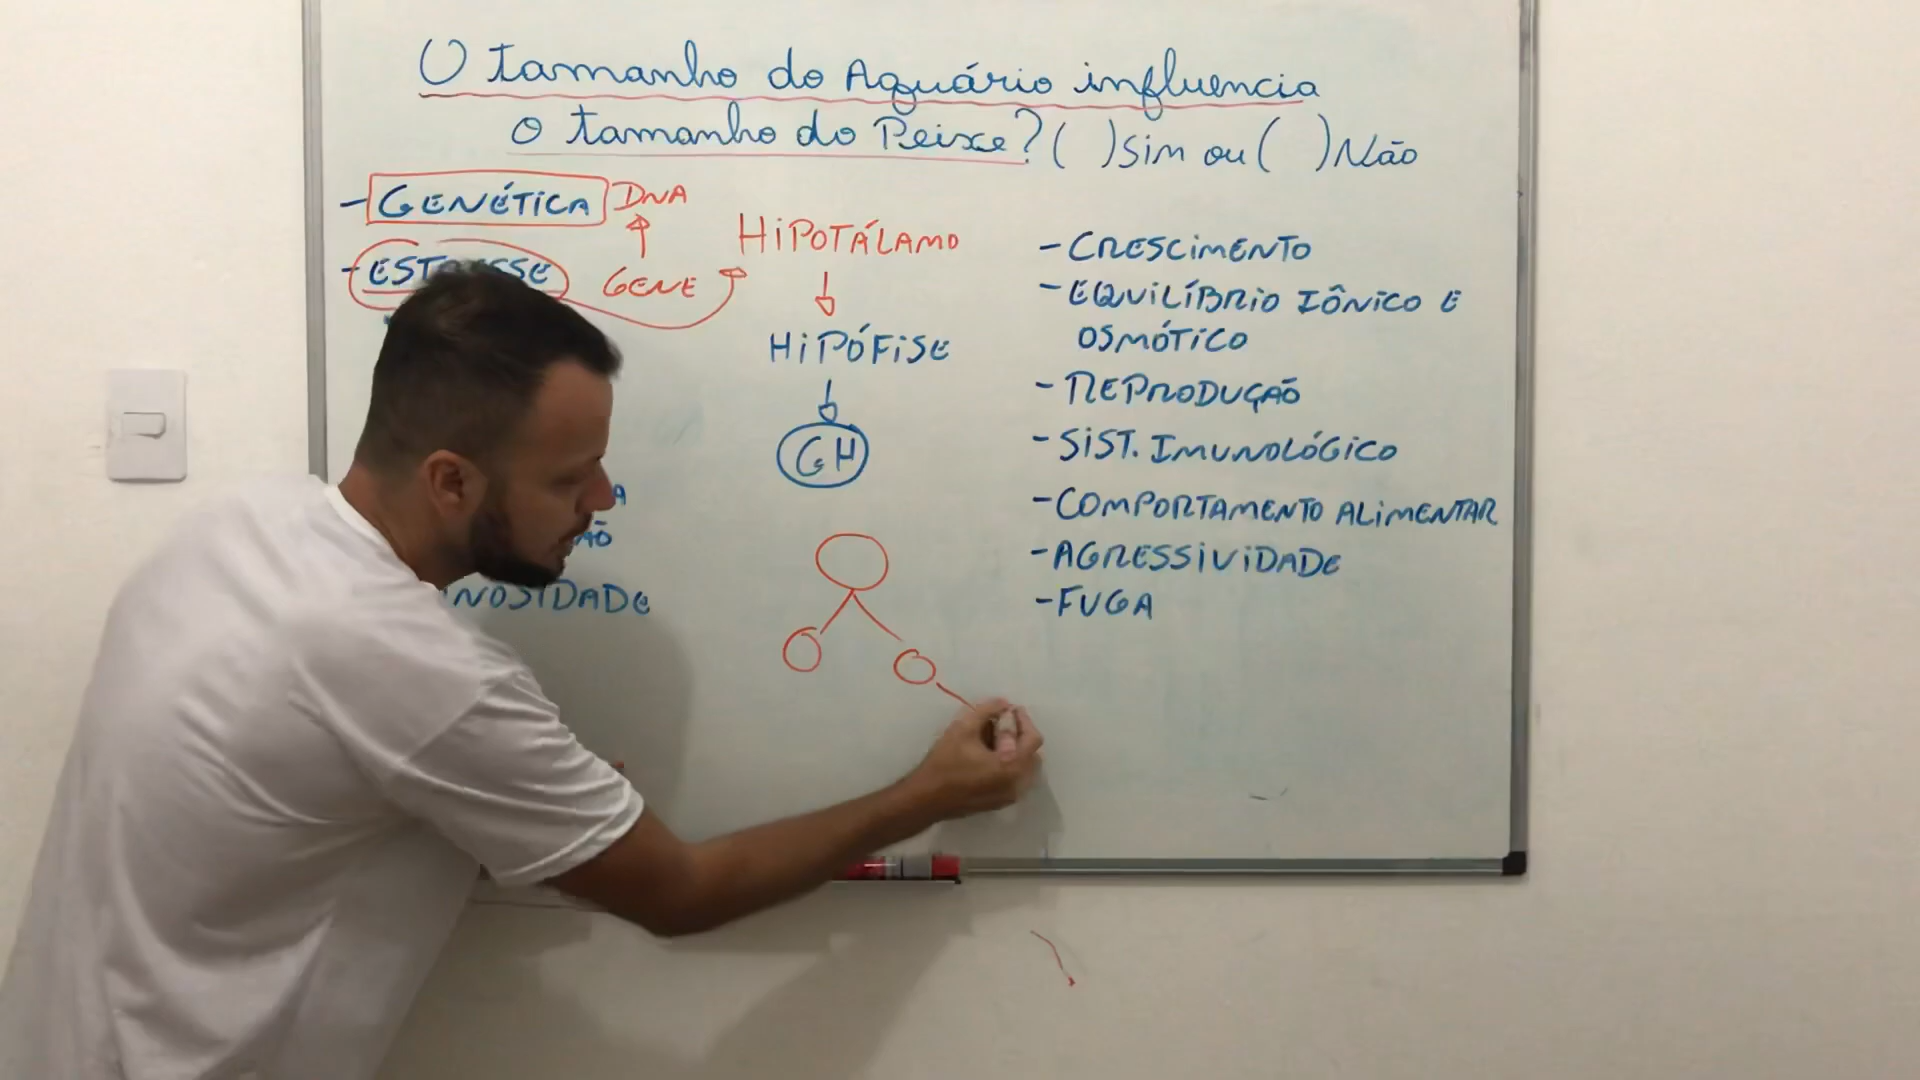 O Tamanho do Aquário influencia
o tamanho do Peixe? ( ) Sim ou ( ) Não
- GENÉTICA DNA
- ESTRESSE GENE
HIPOTÁLAMO
HIPÓFISE
GH
- CRESCIMENTO
- EQUILÍBRIO IÔNICO E
OSMÓTICO
- REPRODUÇÃO
- SIST. IMUNOLÓGICO
- COMPORTAMENTO ALIMENTAR
- AGRESSIVIDADE
- FUGA